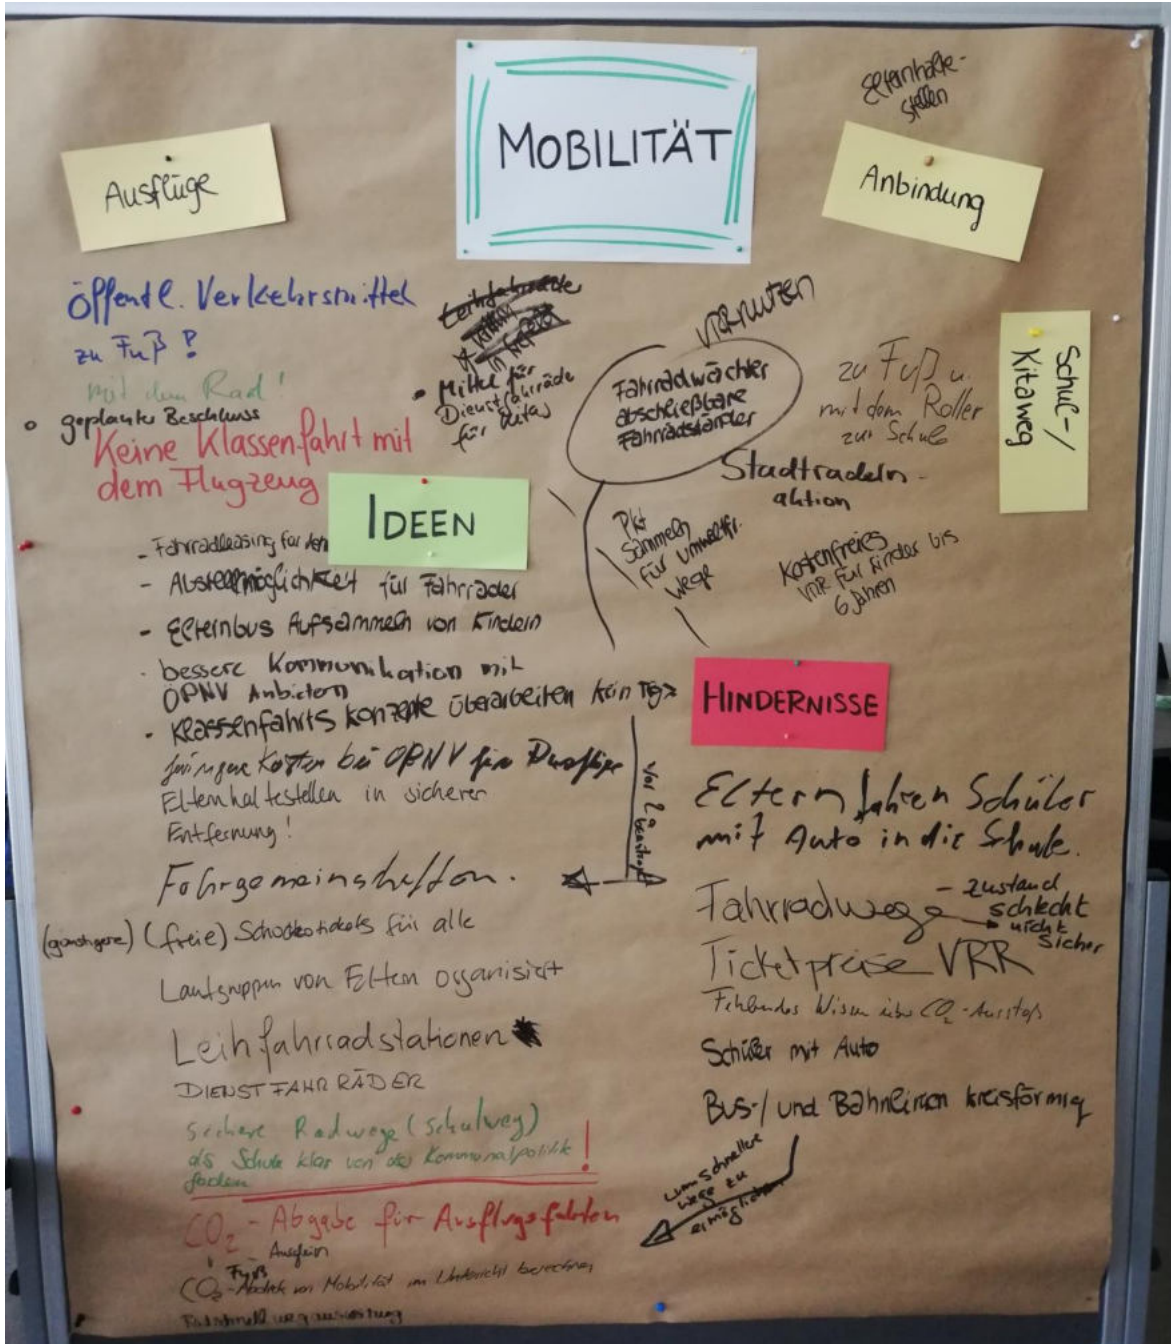 MOBILITÄT
Elternhalte-
stellen
Ausflüge
Anbindung
öffentl. Verkehrsmittel
zu Fuß !
mit dem Rad !
geplanter Beschluss
Keine Klassenfahrt mit
dem Flugzeug
Mittel für
Diensträder
für Kitas
VRR nutzen
Fahrradwächter
abschließbare
Fahrradständer
zu Fuß u.
mit dem Roller
zur Schule
Schul-/
Kitaweg
Stadtradeln-
aktion
Pkt
Sammeln
für umweltfr.
Wege
Kostenfreies
VRR für Kinder bis
6 Jahren
IDEEN
- Fahrradleasing für
- Abstellmöglichkeit für Fahrräder
- Elternbus Aufsammeln von Kindern
- bessere Kommunikation mit
ÖPNV Anbietern
- Klassenfahrts Konzepte überarbeiten
geringere Kosten bei ÖPNV für Ausflüge
Elternhaltestellen in sicherer
Entfernung!
Fahrgemeinschaften.
(günstigere) (freie) Schokotickets für alle
Laufgruppen von Eltern organisiert
Leihfahrradstationen
DIENSTFAHRRÄDER
sichere Radwege (Schulweg)
als Schule klar von der Kommunalpolitik
fordern !
CO2-Abgabe für Ausflugsfahrten
CO2-Fuß
von Mobilität im Unterricht berechnen
HINDERNISSE
Eltern fahren Schüler
mit Auto in die Schule.
Fahrradwege - Zustand
schlecht
nicht
sicher
Ticketpreise VRR
Fehlendes Wissen über CO2-Ausstoß
Schüler mit Auto
Bus-/ und Bahnlinien kreisförmig
um schnellere
Wege zu
ermöglichen